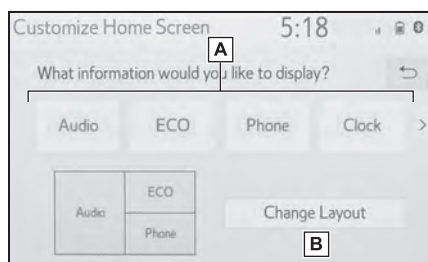 Customize Home Screen 5:18
A
What information would you like to display?
Audio ECO Phone Clock >
Audio ECO
Phone
Change Layout
B